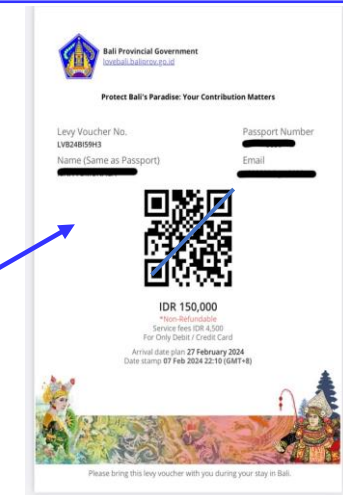 Bali Provincial Government
lovebali.baliprov.go.id
Protect Bali's Paradise: Your Contribution Matters
Levy Voucher No.
LVB24BI59H3
Passport Number
Name (Same as Passport)
Email
IDR 150,000
*Non-Refundable
Service fees IDR 4,500
For Only Debit / Credit Card
Arrival date plan 27 February 2024
Date stamp 07 Feb 2024 22:10 (GMT+8)
Please bring this levy voucher with you during your stay in Bali.